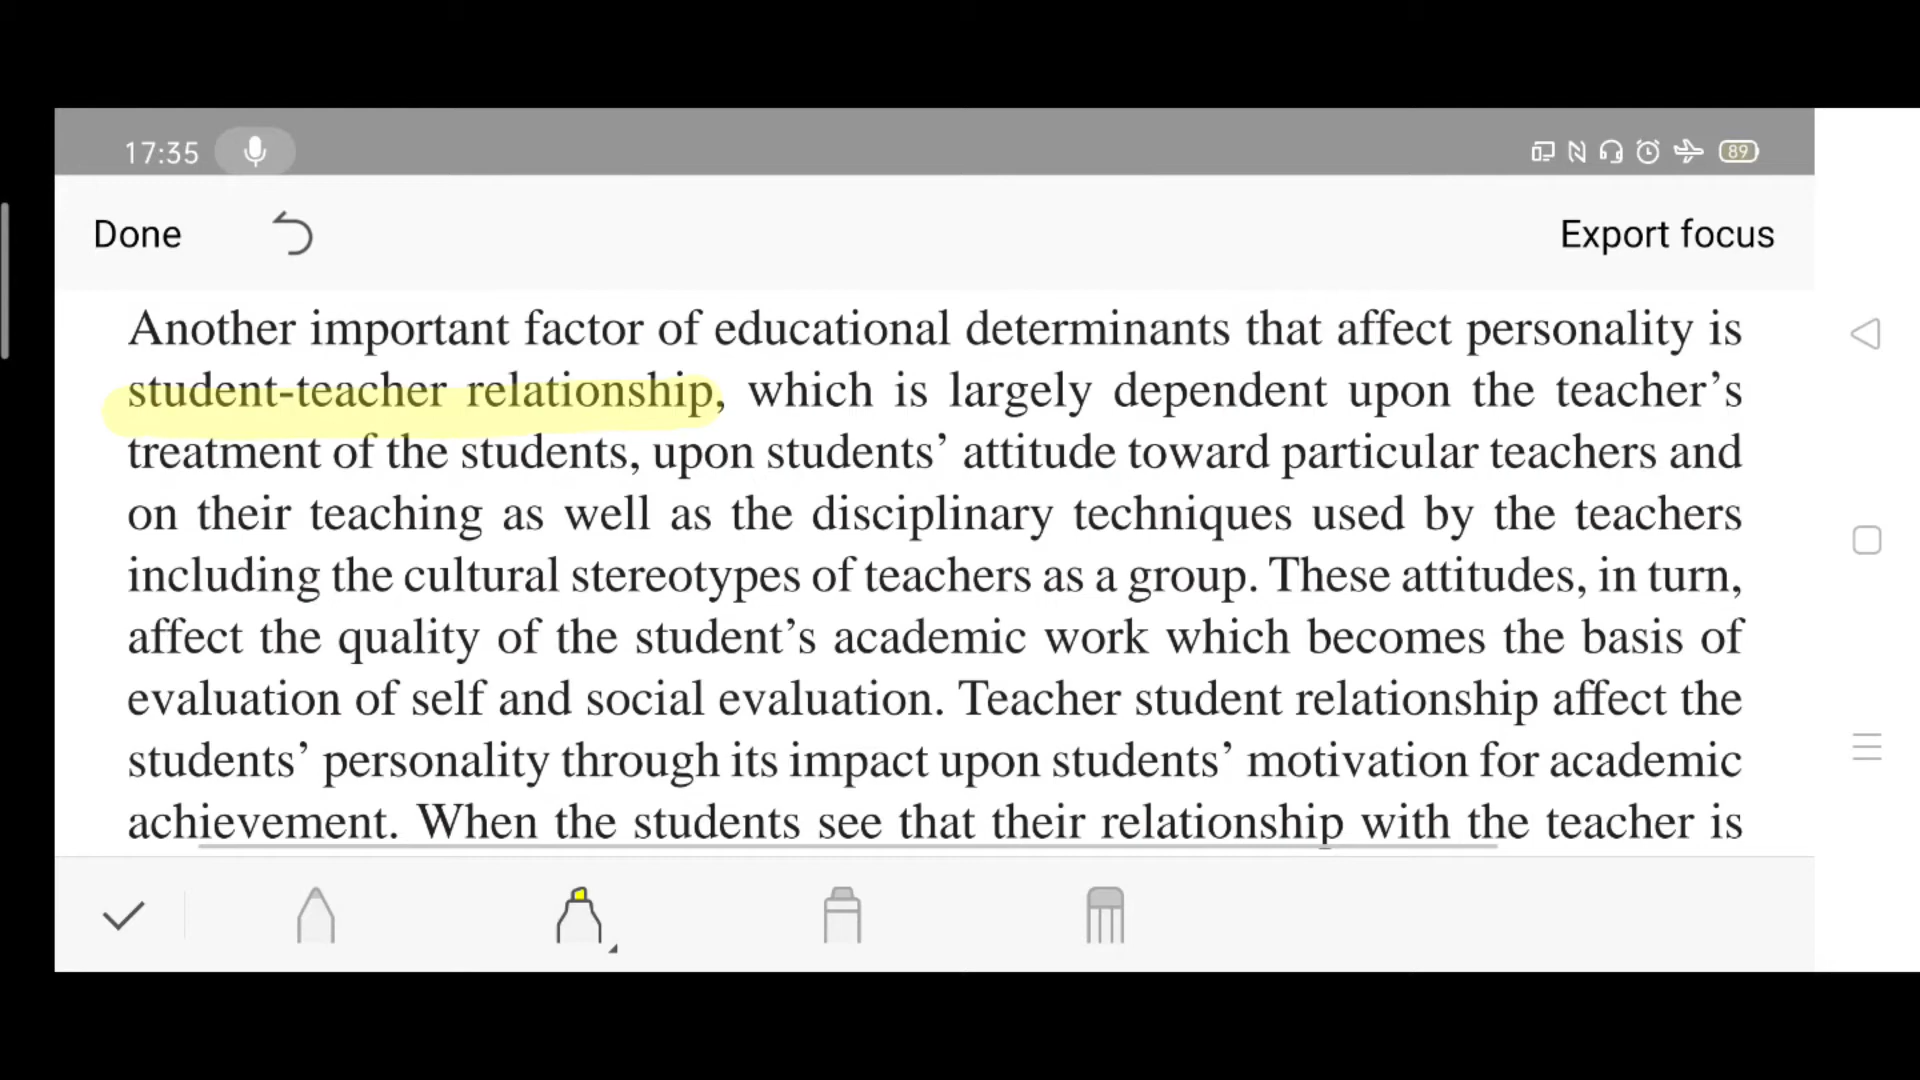 17:35
89
Done
Export focus
Another important factor of educational determinants that affect personality is
student-teacher relationship, which is largely dependent upon the teacher’s
treatment of the students, upon students’ attitude toward particular teachers and
on their teaching as well as the disciplinary techniques used by the teachers
including the cultural stereotypes of teachers as a group. These attitudes, in turn,
affect the quality of the student’s academic work which becomes the basis of
evaluation of self and social evaluation. Teacher student relationship affect the
students’ personality through its impact upon students’ motivation for academic
achievement. When the students see that their relationship with the teacher is